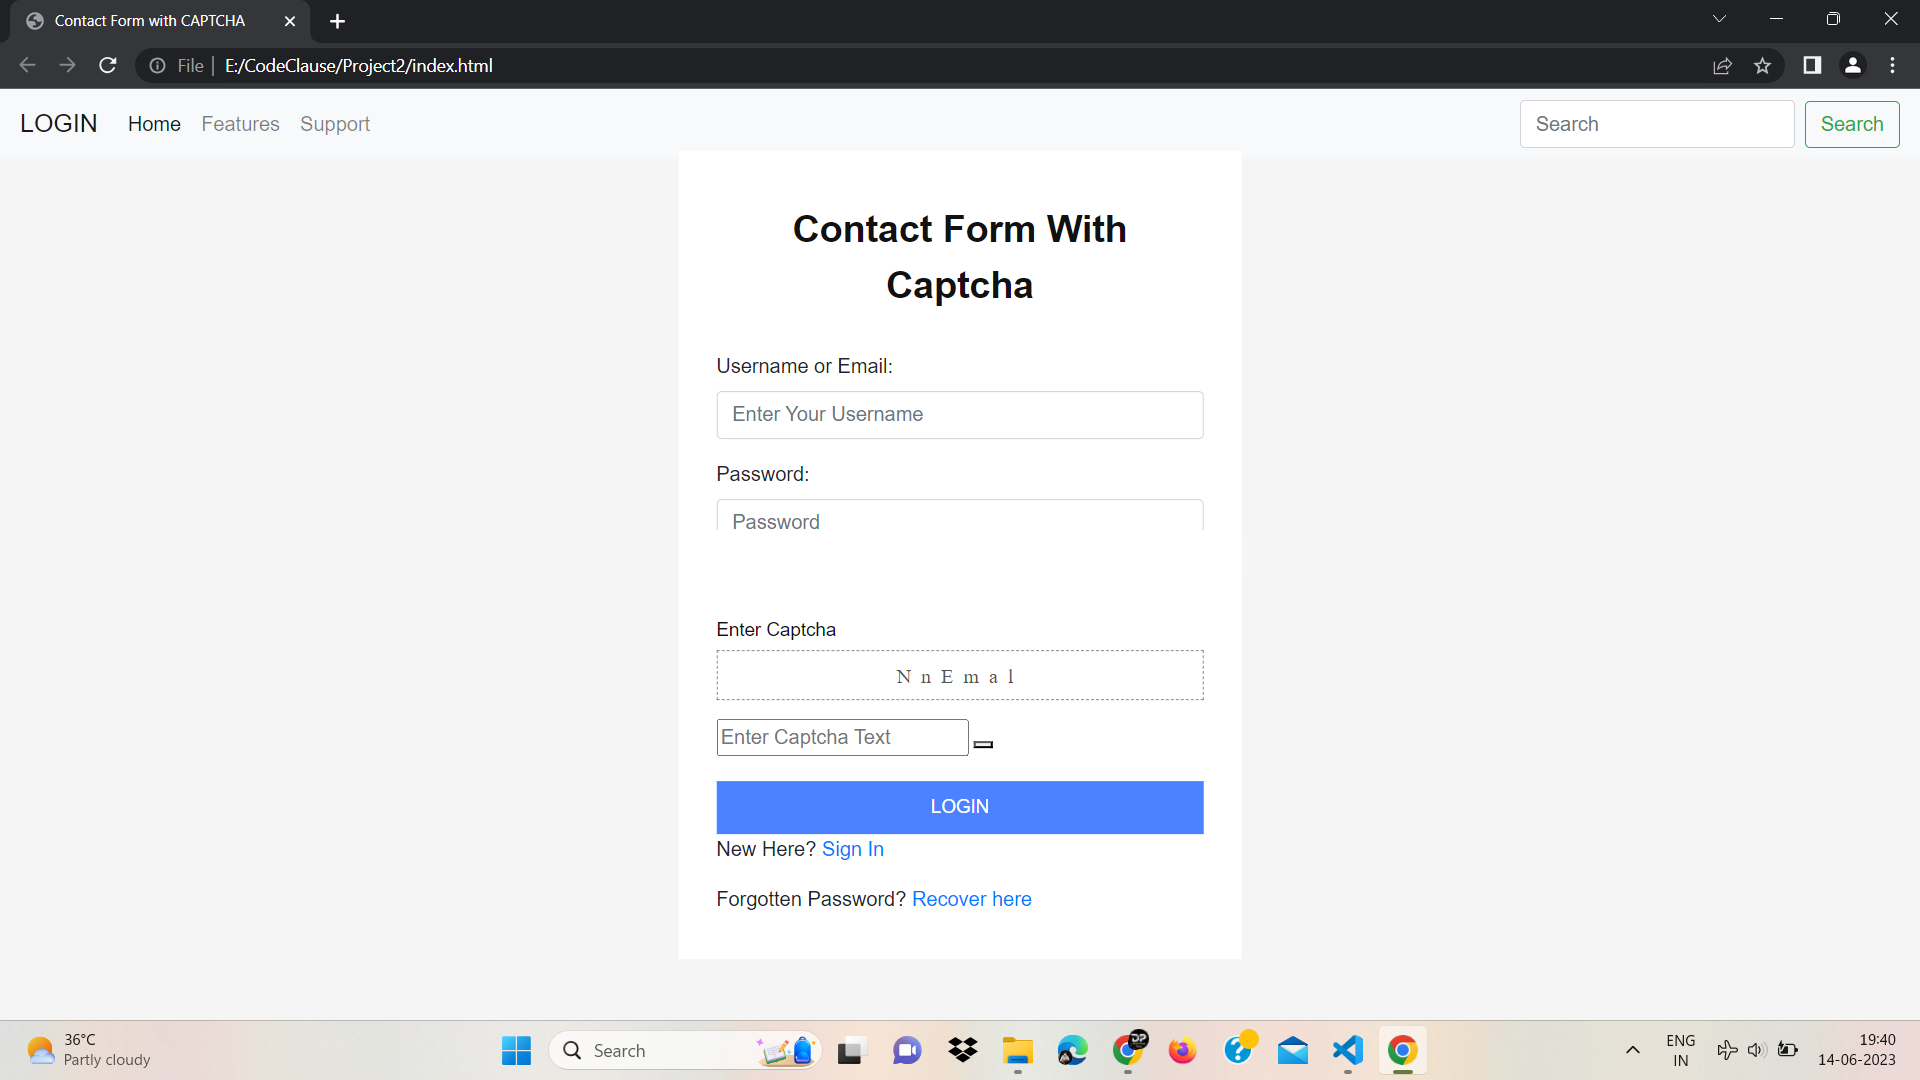 Contact Form with CAPTCHA
File | E:/CodeClause/Project2/index.html
LOGIN Home Features Support Search Search
Contact Form With
Captcha
Username or Email:
Enter Your Username
Password:
Password
Enter Captcha
N n E m a l
Enter Captcha Text
LOGIN
New Here? Sign In
Forgotten Password? Recover here
36°C
Partly cloudy
Search
DP
ENG
IN
19:40
14-06-2023